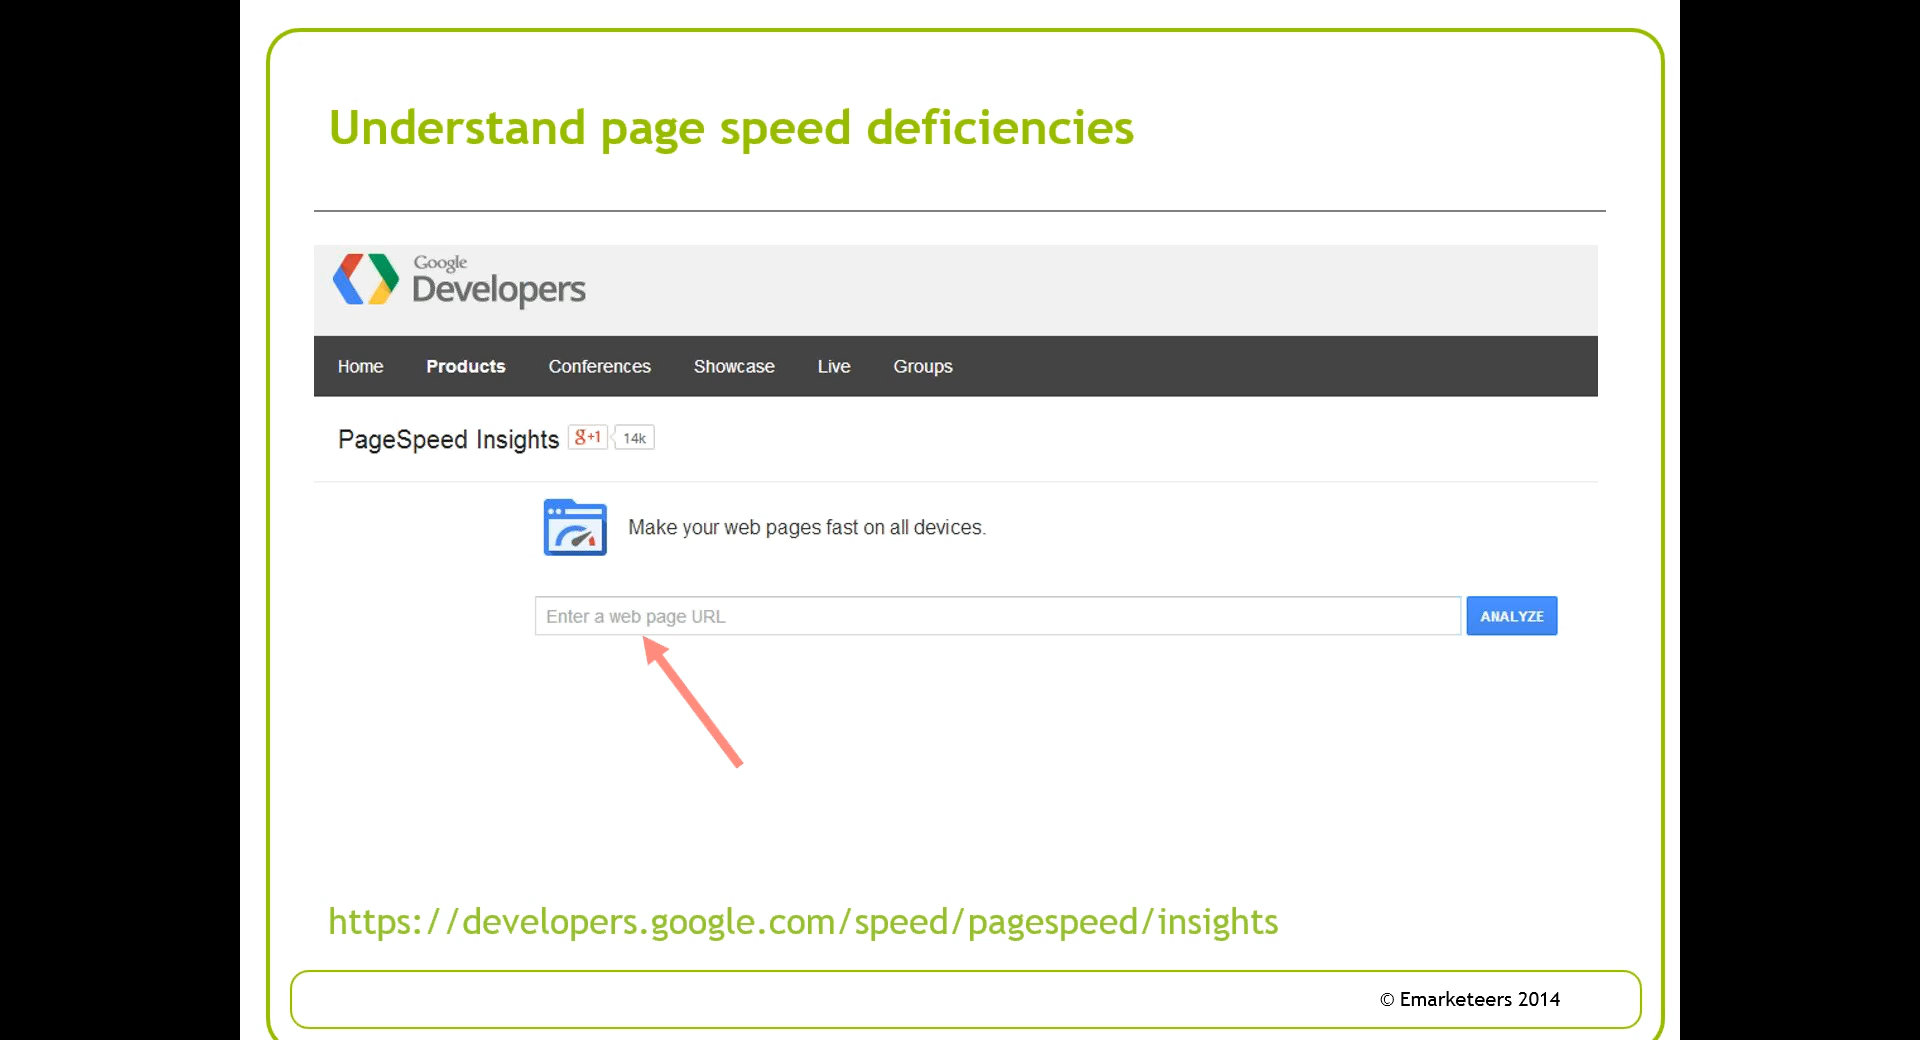 Understand page speed deficiencies
Google
Developers
Home Products Conferences Showcase Live Groups
PageSpeed Insights g+1 14k
Make your web pages fast on all devices.
Enter a web page URL ANALYZE
https://developers.google.com/speed/pagespeed/insights
© Emarketeers 2014